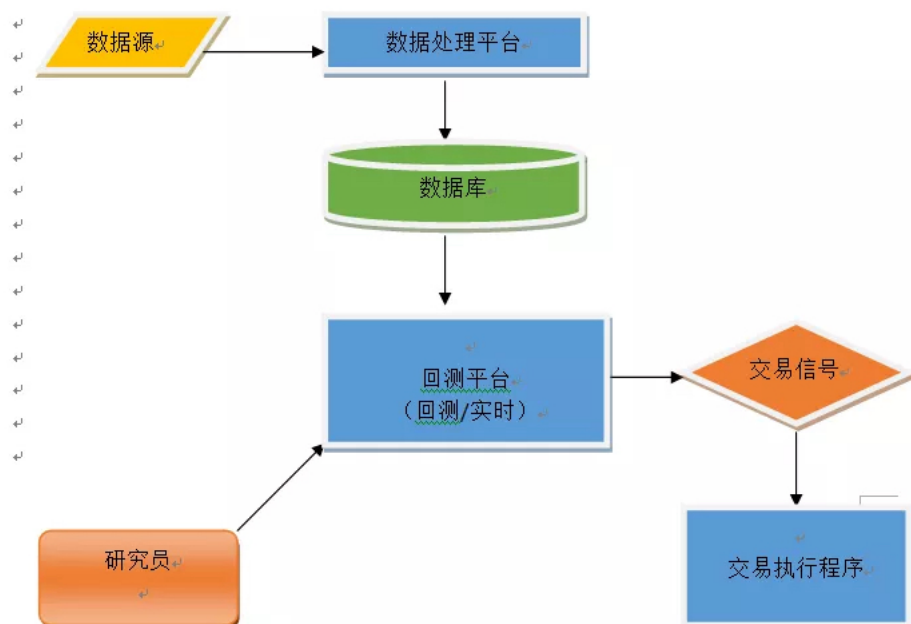 数据源
数据处理平台
数据库
回测平台
（回测/实时）
交易信号
研究员
交易执行程序